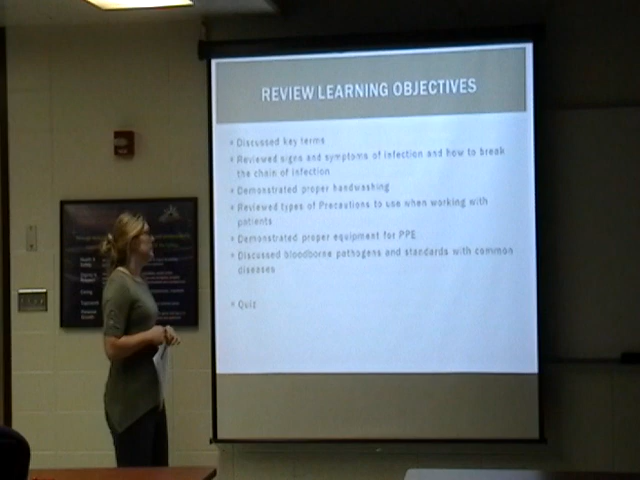 REVIEW LEARNING OBJECTIVES
Discussed key terms
Reviewed signs and symptoms of infection and how to break
the chain of infection
Demonstrated proper handwashing
Reviewed types of Precautions to use when working with
patients
Demonstrated proper equipment for PPE
Discussed bloodborne pathogens and standards with common
diseases
Quiz